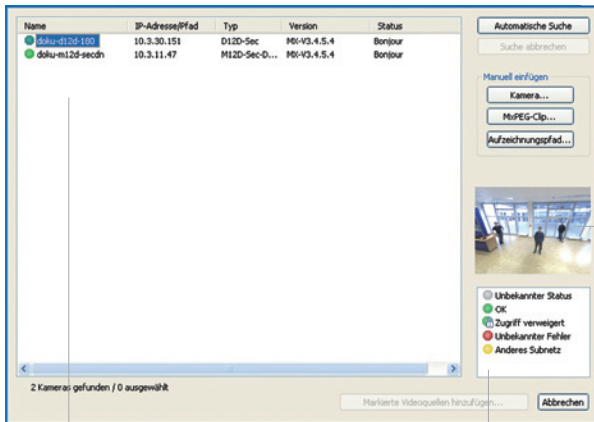 Name IP-Adresse/Pfad Typ Version Status
doku-d12d-180 10.3.30.151 D12D-Sec MX-V3.4.5.4 Bonjour
doku-m12d-secdn 10.3.11.47 M12D-Sec-D... MX-V3.4.5.4 Bonjour
Automatische Suche
Suche abbrechen
Manuell einfügen
Kamera...
MxPEG-Clip...
Aufzeichnungspfad...
Unbekannter Status
OK
Zugriff verweigert
Unbekannter Fehler
Anderes Subnetz
2 Kameras gefunden / 0 ausgewählt
Markierte Videoquellen hinzufügen... Abbrechen